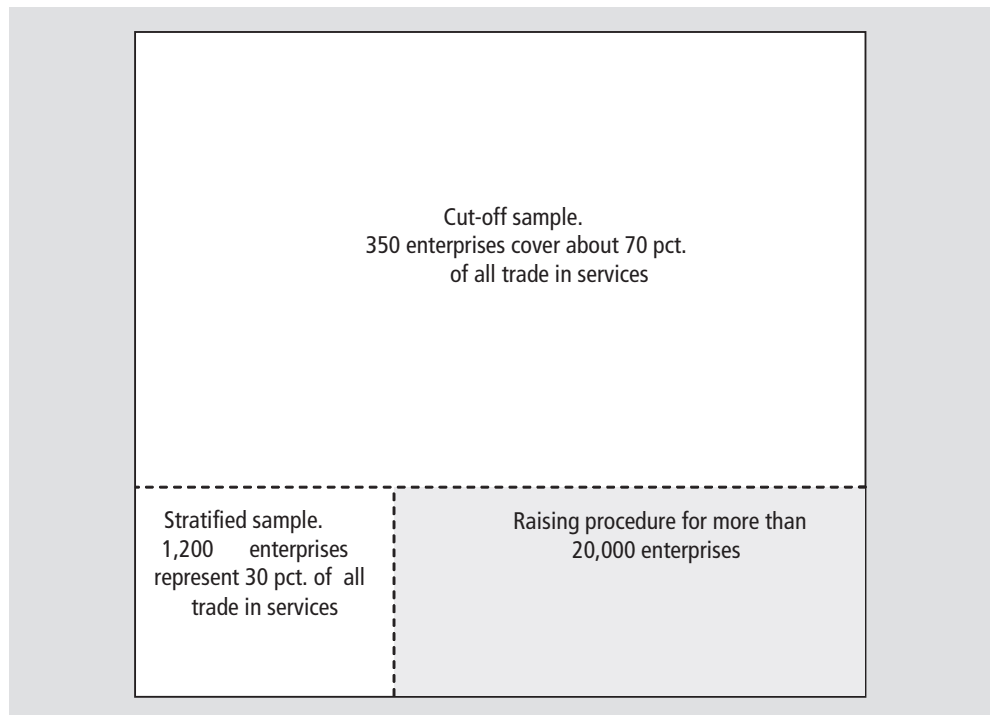 Cut-off sample.
350 enterprises cover about 70 pct.
of all trade in services
Stratified sample.
1,200 enterprises
represent 30 pct. of all
trade in services
Raising procedure for more than
20,000 enterprises